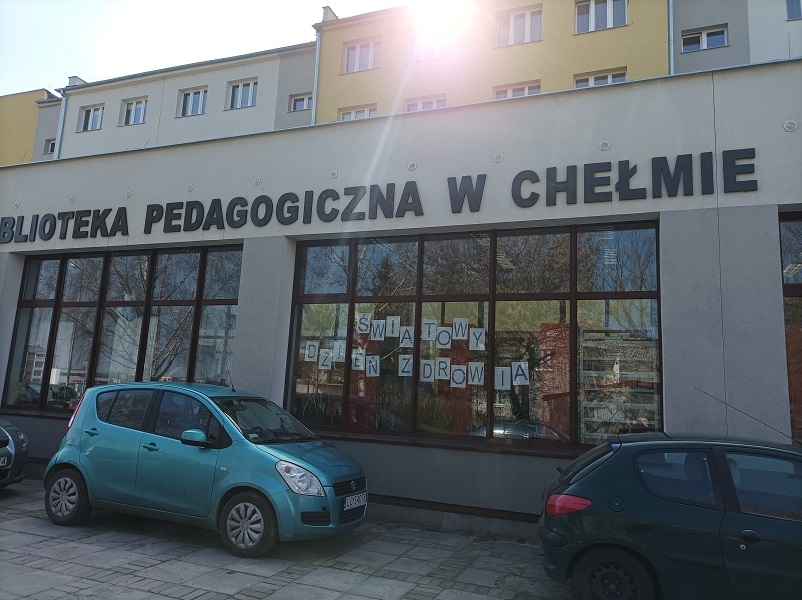 BLIOTEKA PEDAGOGICZNA W CHEŁMIE
ŚWIATOWY
DZIEŃ ZDROWIA